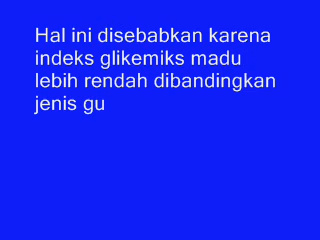 Hal ini disebabkan karena
indeks glikemiks madu
lebih rendah dibandingkan
jenis gu